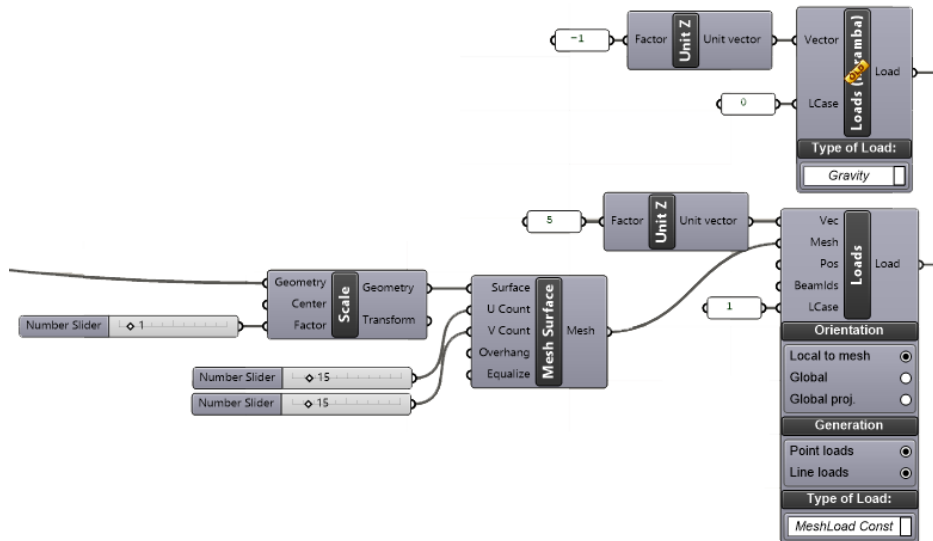 -1
Factor
Unit Z
Unit vector
Vector
LCase
Loads (Karamba)
OLD
Load
0
Type of Load:
Gravity
5
Factor
Unit Z
Unit vector
Vec
Mesh
Pos
BeamIds
LCase
Loads
Load
1
Orientation
Local to mesh
Global
Global proj.
Generation
Point loads
Line loads
Type of Load:
MeshLoad Const
Geometry
Center
Factor
Scale
Geometry
Transform
Number Slider 1
Surface
U Count
V Count
Overhang
Equalize
Mesh Surface
Mesh
Number Slider 15
Number Slider 15